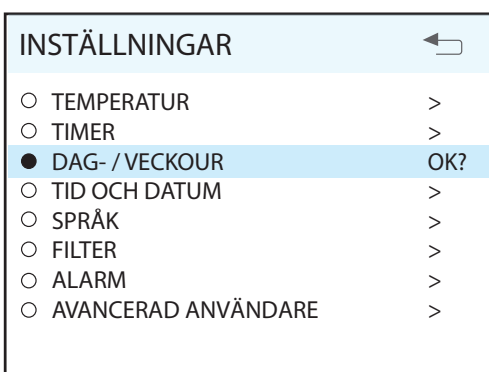 INSTÄLLNINGAR
TEMPERATUR >
TIMER >
DAG- / VECKOUR OK?
TID OCH DATUM >
SPRÅK >
FILTER >
ALARM >
AVANCERAD ANVÄNDARE >